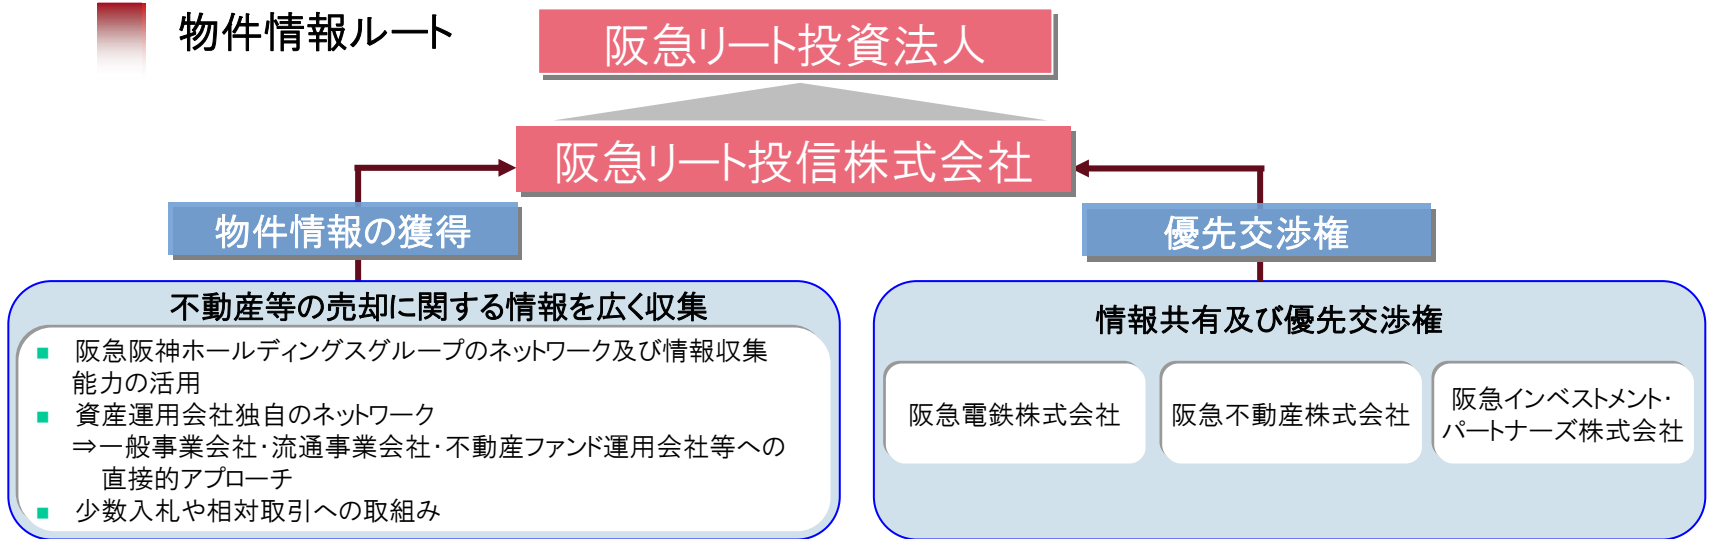 物件情報ルート
阪急リート投資法人
阪急リート投信株式会社
物件情報の獲得
優先交渉権
不動産等の売却に関する情報を広く収集
■ 阪急阪神ホールディングスグループのネットワーク及び情報収集
能力の活用
■ 資産運用会社独自のネットワーク
⇒一般事業会社・流通事業会社・不動産ファンド運用会社等への
直接的アプローチ
■ 少数入札や相対取引への取組み
情報共有及び優先交渉権
阪急電鉄株式会社
阪急不動産株式会社
阪急インベストメント・
パートナーズ株式会社